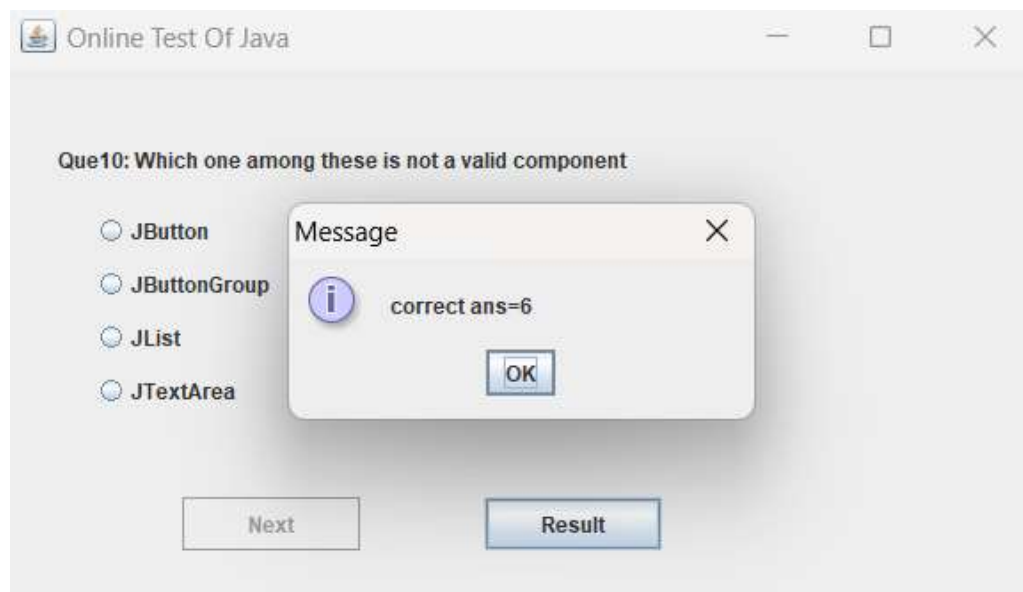 Online Test Of Java
Que10: Which one among these is not a valid component
JButton
JButtonGroup
JList
JTextArea
Message
i
correct ans=6
OK
Next
Result